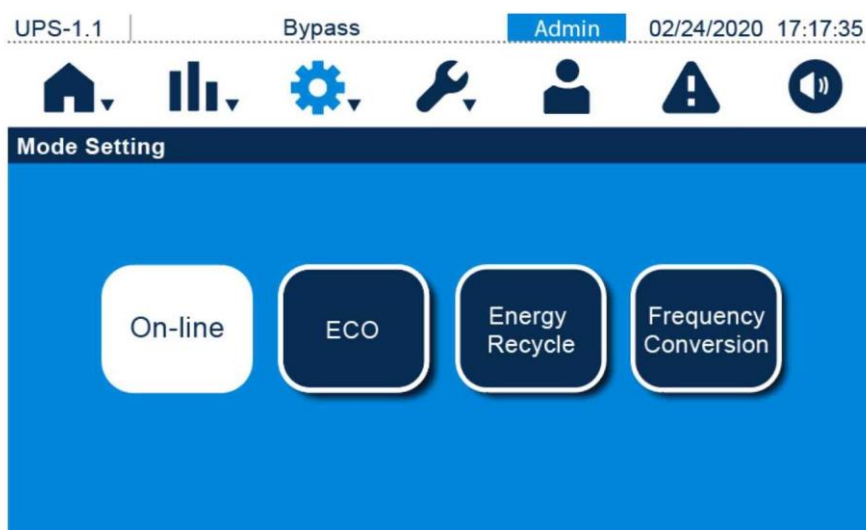 UPS-1.1 Bypass Admin 02/24/2020 17:17:35
Mode Setting
On-line
ECO
Energy
Recycle
Frequency
Conversion